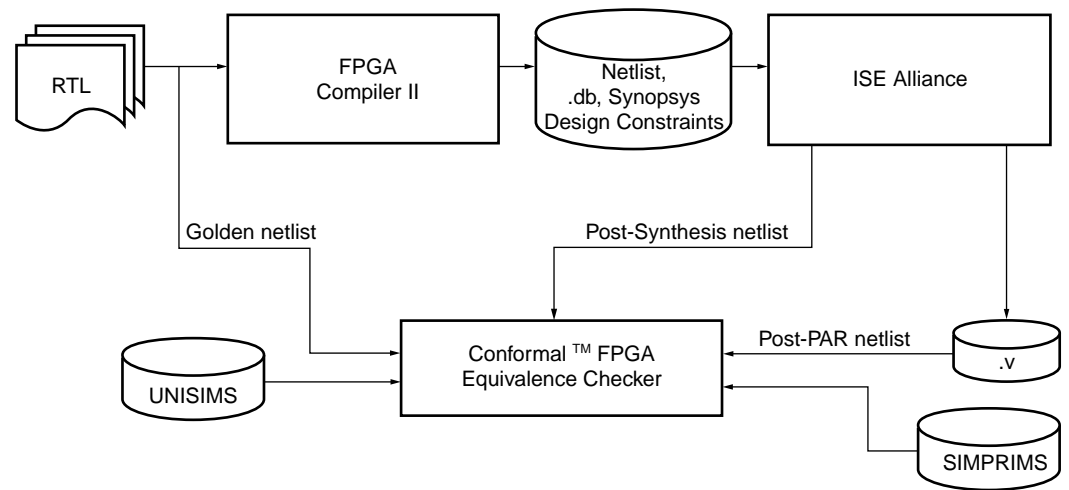 RTL
FPGA
Compiler II
Netlist,
.db, Synopsys
Design Constraints
ISE Alliance
Golden netlist
Post-Synthesis netlist
UNISIMS
Conformal TM FPGA
Equivalence Checker
Post-PAR netlist
.v
SIMPRIMS